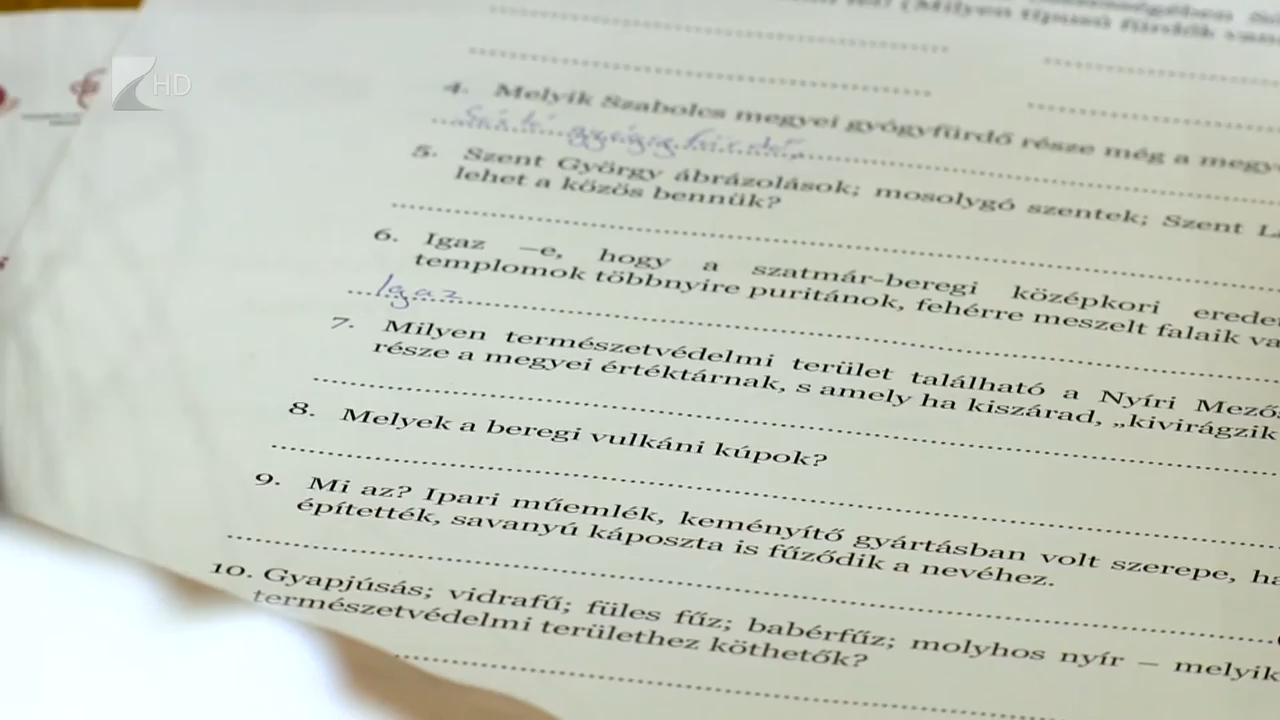 HD
(Milyen típusú fürdők
4. Melyik Szabolcs megyei gyógyfürdő része még a megy
5. Szent György ábrázolások; mosolygó szentek; Szent L
lehet a közös bennük?
6. Igaz –e, hogy a szatmár–beregi középkori erede
templomok többnyire puritánok, fehérre meszelt falaik va
Igaz
7. Milyen természetvédelmi terület található a Nyíri Mező
része a megyei értéktárnak, s amely ha kiszárad, „kivirágzik
8. Melyek a beregi vulkáni kúpok?
9. Mi az? Ipari műemlék, keményítő gyártásban volt szerepe, ha
építették, savanyú káposzta is fűződik a nevéhez.
10. Gyapjúsás; vidrafű; füles fűz; babérfűz; molyhos nyír – melyik
természetvédelmi területhez köthetők?